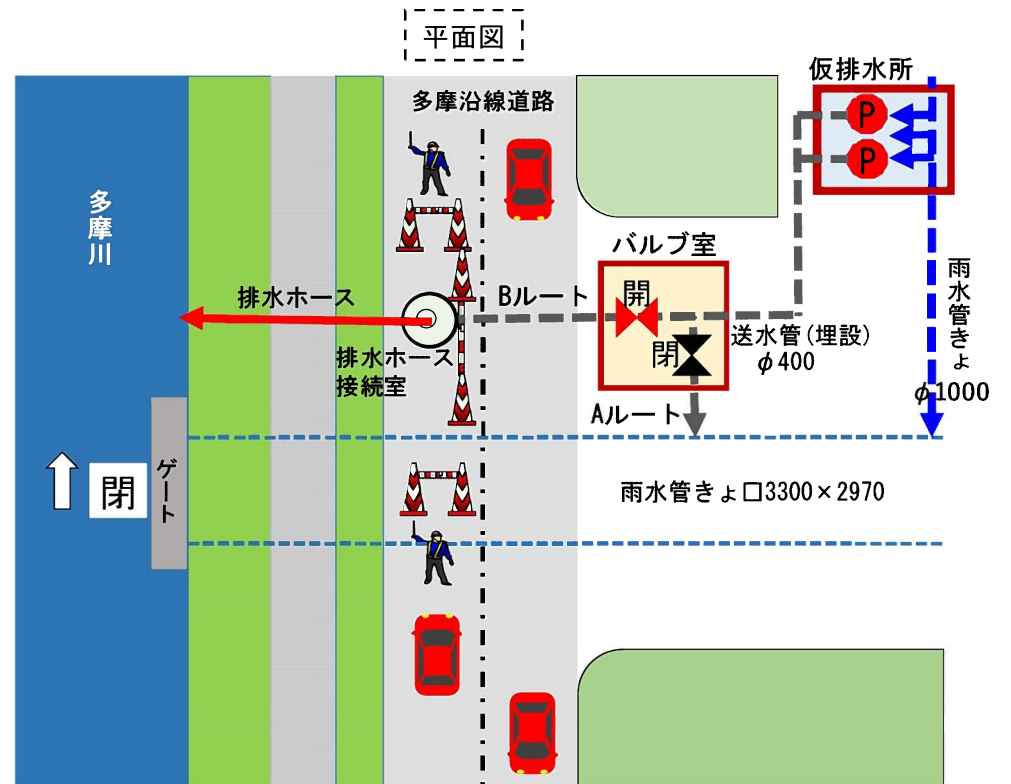 平面図
仮排水所
多摩沿線道路
P
P
多摩川
バルブ室
雨水管きょ
φ1000
排水ホース
Bルート
開
送水管(埋設)
φ400
閉
排水ホース
接続室
Aルート
ゲート
閉
雨水管きょ□3300×2970